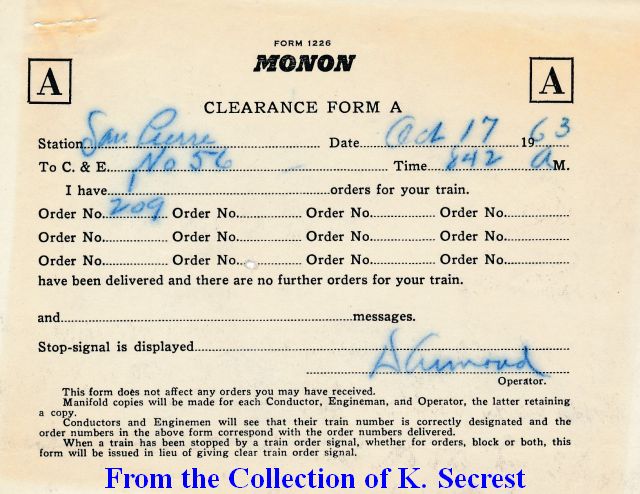 FORM 1226
MONON
A A
CLEARANCE FORM A
Station San Pierre Date Oct 17 1963
To C. & E. No 56 Time 842 A M.
I have orders for your train.
Order No. 209 Order No. Order No. Order No.
Order No. Order No. Order No. Order No.
Order No. Order No. Order No. Order No.
have been delivered and there are no further orders for your train.
and messages.
Stop-signal is displayed
Operator.
This form does not affect any orders you may have received.
Manifold copies will be made for each Conductor, Engineman, and Operator, the latter retaining
a copy.
Conductors and Enginemen will see that their train number is correctly designated and the
order numbers in the above form correspond with the order numbers delivered.
When a train has been stopped by a train order signal, whether for orders, block or both, this
form will be issued in lieu of giving clear train order signal.
From the Collection of K. Secrest